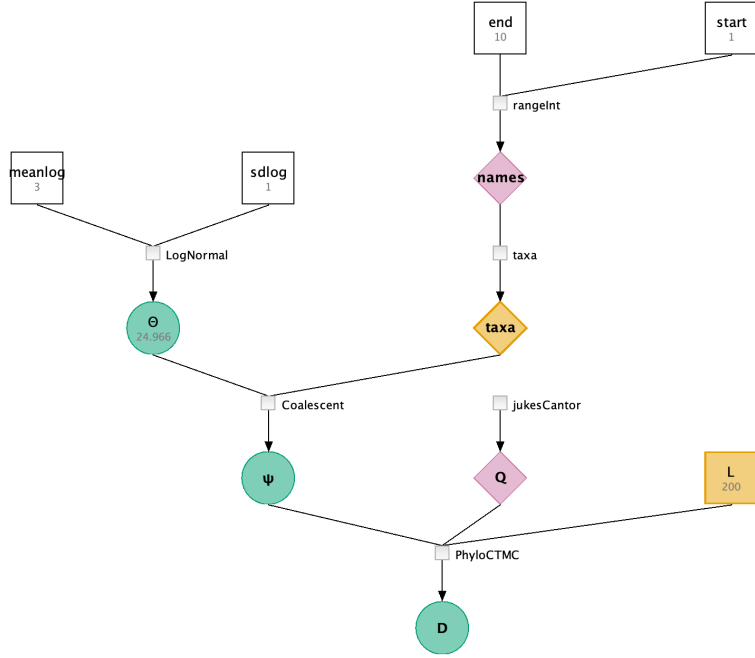 end
10
start
1
rangeInt
meanlog
3
sdlog
1
names
LogNormal
taxa
Θ
24.966
taxa
Coalescent
jukesCantor
ψ
Q
L
200
PhyloCTMC
D